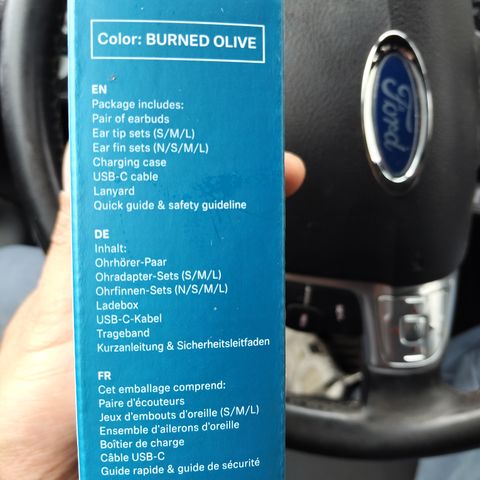 Color: BURNED OLIVE
EN
Package includes:
Pair of earbuds
Ear tip sets (S/M/L)
Ear fin sets (N/S/M/L)
Charging case
USB-C cable
Lanyard
Quick guide & safety guideline
DE
Inhalt:
Ohrhörer-Paar
Ohradapter-Sets (S/M/L)
Ohrfinnen-Sets (N/S/M/L)
Ladebox
USB-C-Kabel
Trageband
Kurzanleitung & Sicherheitsleitfaden
FR
Cet emballage comprend:
Paire d'écouteurs
Jeux d'embouts d'oreille (S/M/L)
Ensemble d'ailerons d'oreille
Boîtier de charge
Câble USB-C
Guide rapide & guide de sécurité
Ford